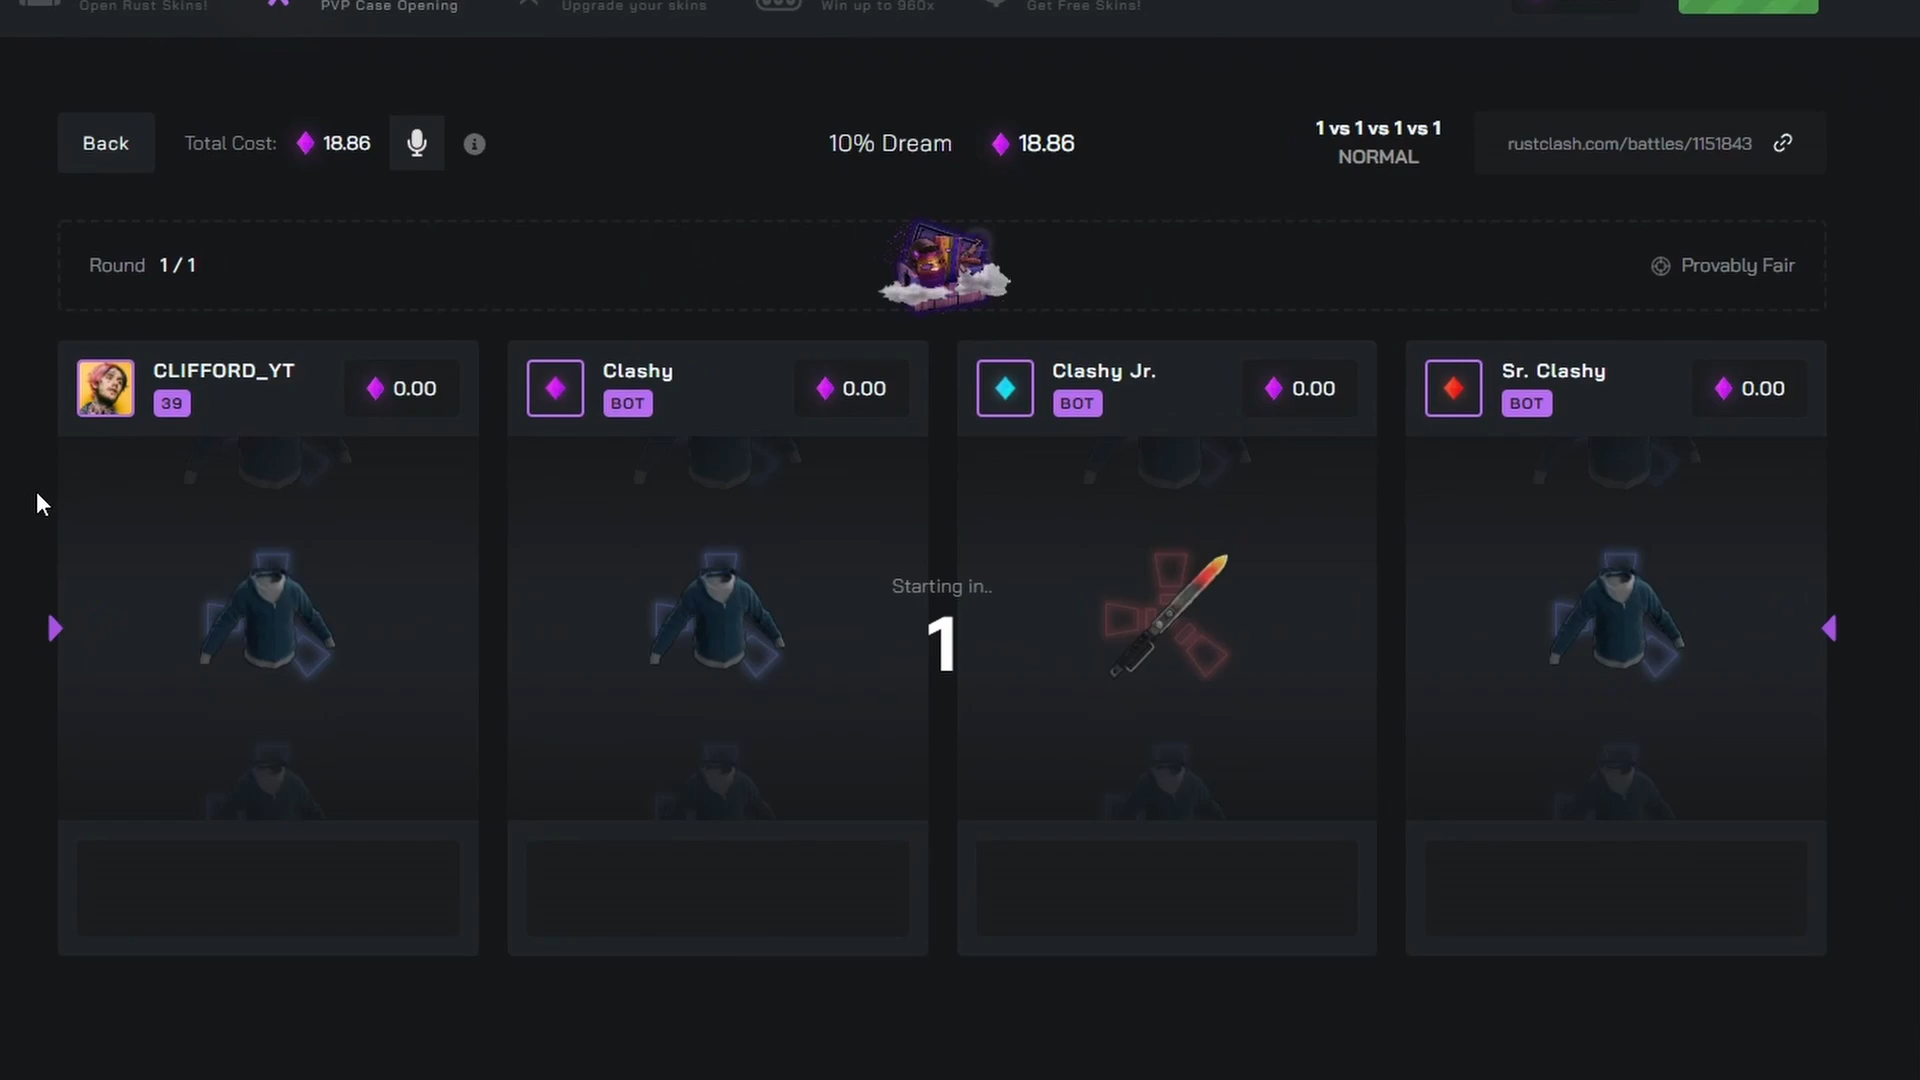 Open Rust Skins!
PVP Case Opening
Upgrade your skins
Win up to 960x
Get Free Skins!
Back
Total Cost: 18.86
10% Dream 18.86
1 vs 1 vs 1 vs 1
NORMAL
rustclash.com/battles/1151843
Round 1 / 1
Provably Fair
CLIFFORD_YT
39
0.00
Clashy
BOT
0.00
Clashy Jr.
BOT
0.00
Sr. Clashy
BOT
0.00
Starting in..
1